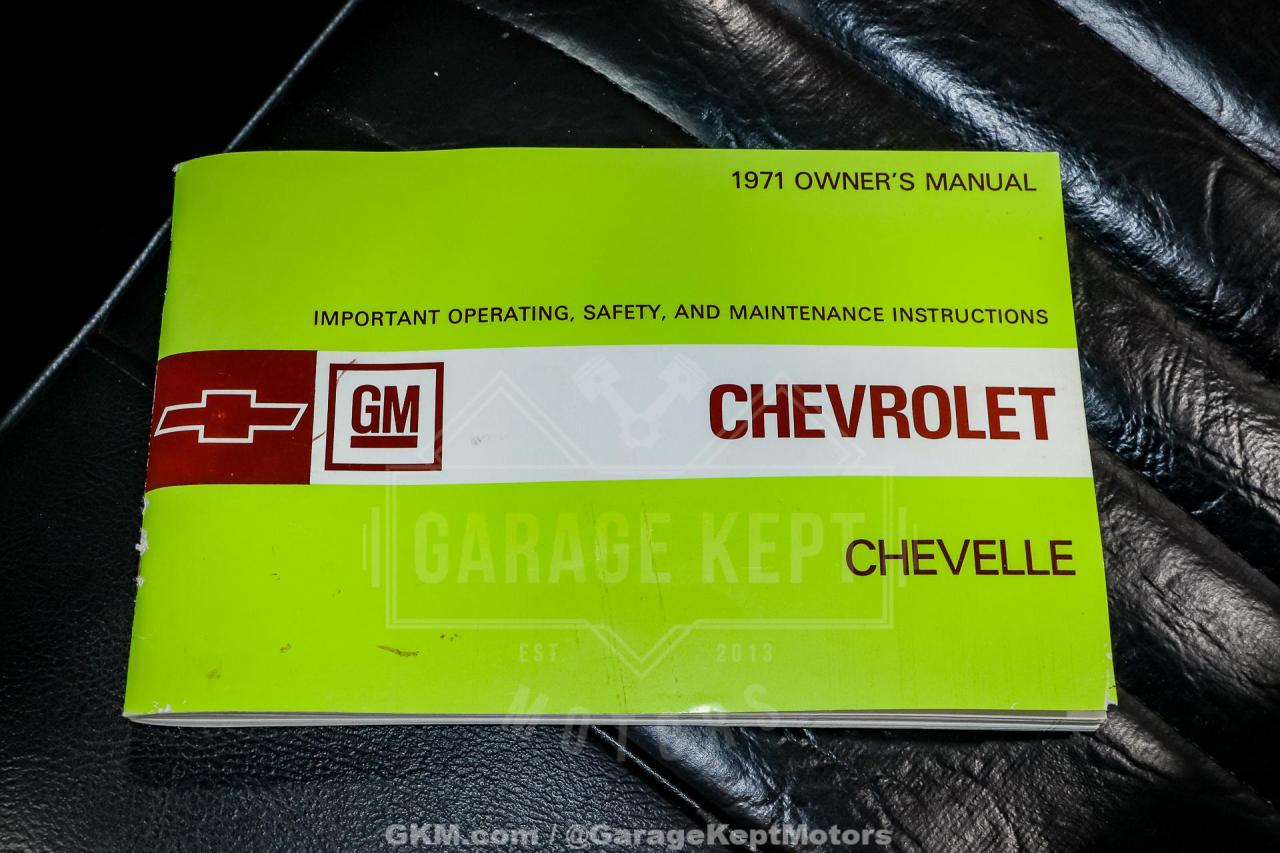 1971 OWNER'S MANUAL
IMPORTANT OPERATING, SAFETY, AND MAINTENANCE INSTRUCTIONS
GM
CHEVROLET
GARAGE KEPT
CHEVELLE
EST. 2013
MOTORS
GKM.com / @GarageKeptMotors